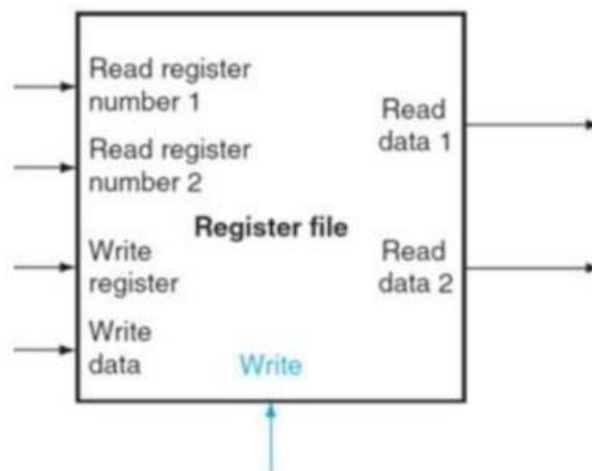 Read register
number 1
Read register
number 2
Write
register
Write
data
Register file
Read
data 1
Read
data 2
Write